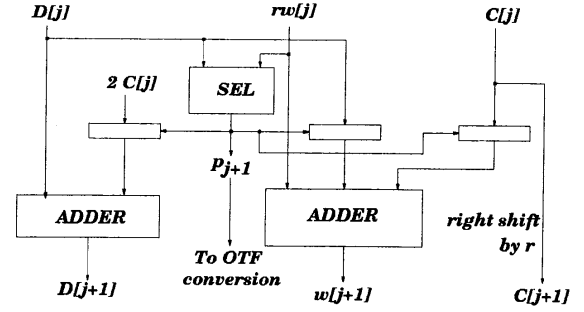 D[j]
rw[j]
C[j]
2 C[j]
SEL
p_{j+1}
ADDER
ADDER
right shift
by r
To OTF
conversion
D[j+1]
w[j+1]
C[j+1]